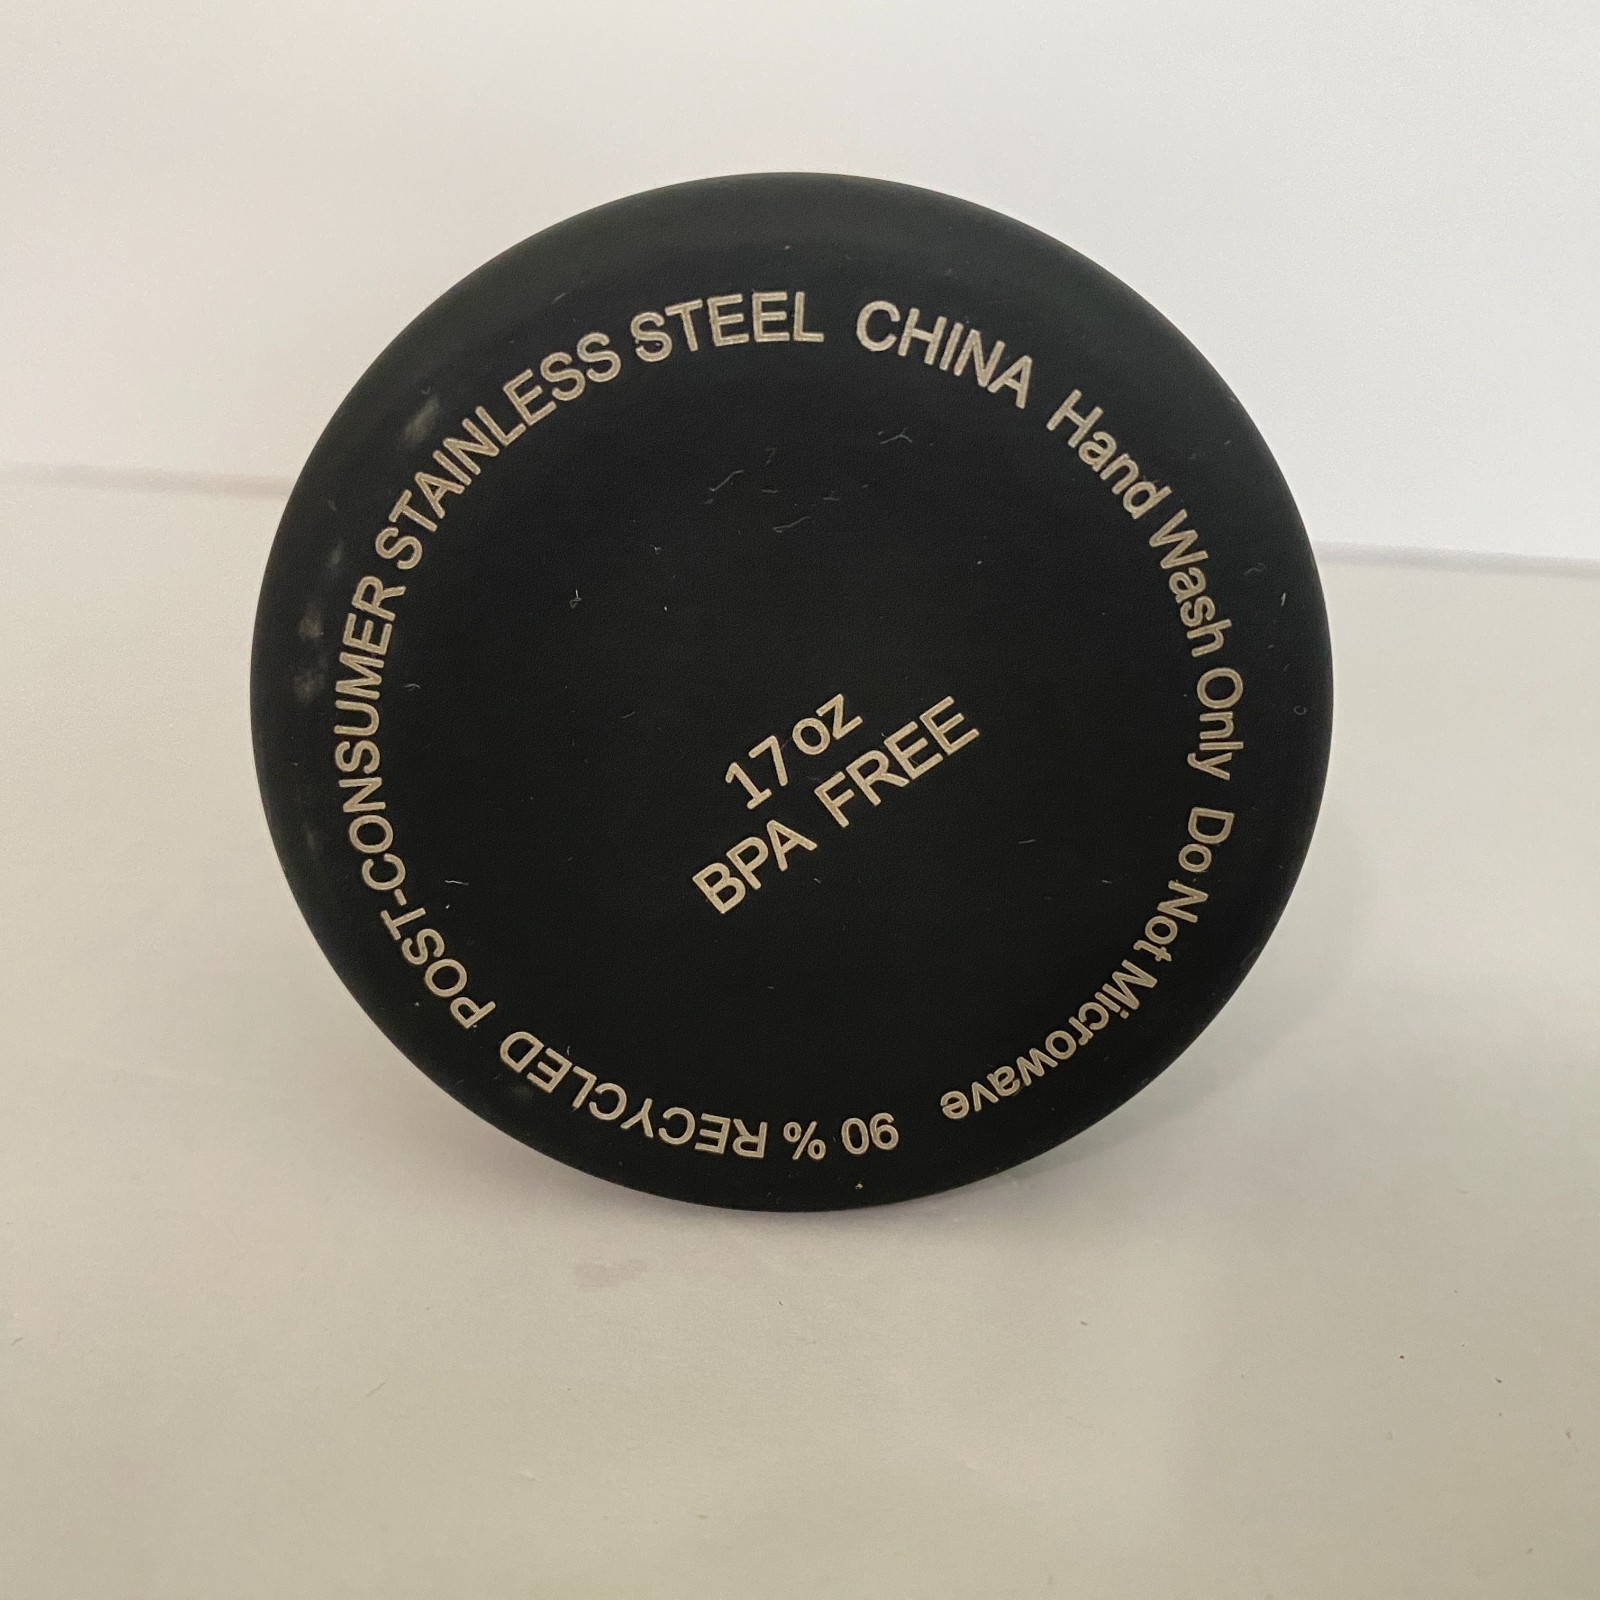 90 % RECYCLED POST-CONSUMER STAINLESS STEEL CHINA Hand Wash Only Do Not Microwave
17 oz
BPA FREE